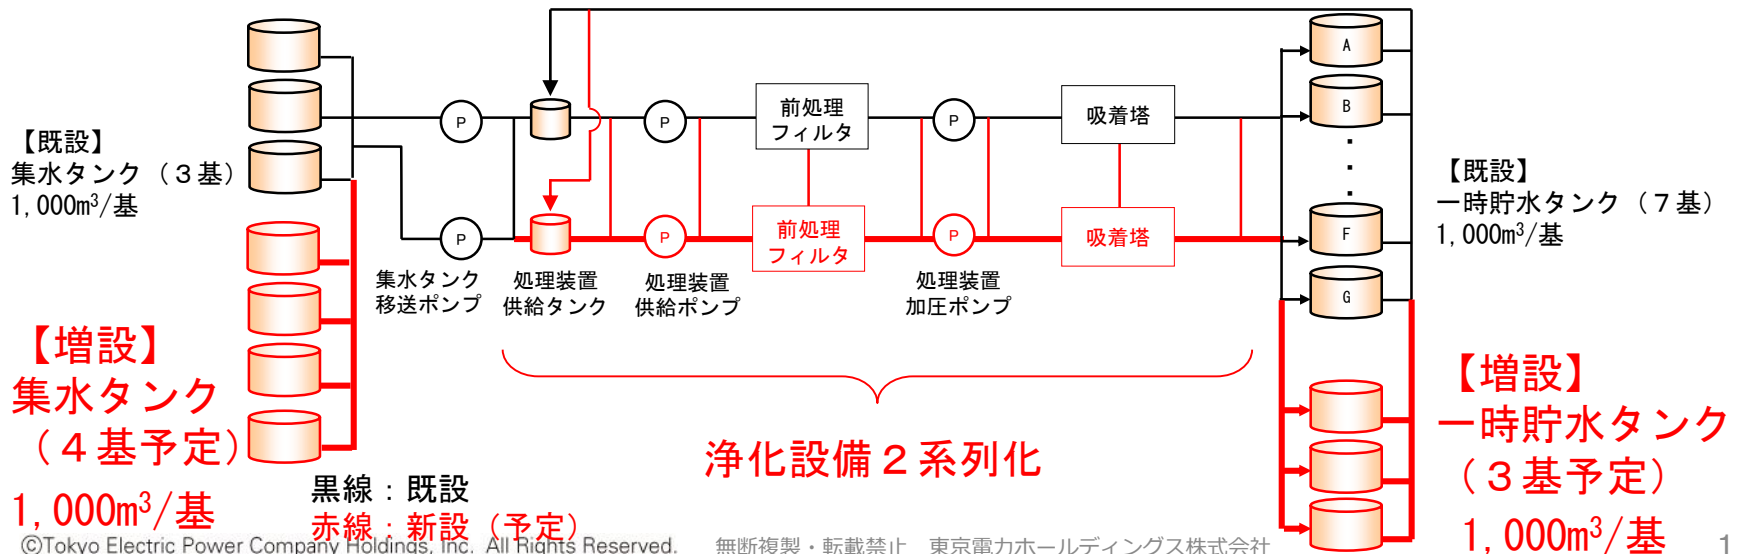 【既設】
集水タンク（３基）
1,000m³/基
【増設】
集水タンク
（４基予定）
1,000m³/基
P
P
集水タンク
移送ポンプ
処理装置
供給タンク
P
P
処理装置
供給ポンプ
前処理
フィルタ
前処理
フィルタ
P
P
処理装置
加圧ポンプ
吸着塔
吸着塔
浄化設備２系列化
A
B
・
・
・
F
G
【既設】
一時貯水タンク（７基）
1,000m³/基
【増設】
一時貯水タンク
（３基予定）
1,000m³/基
黒線：既設
赤線：新設（予定）
©Tokyo Electric Power Company Holdings, Inc. All Rights Reserved. 無断複製・転載禁止 東京電力ホールディングス株式会社
1